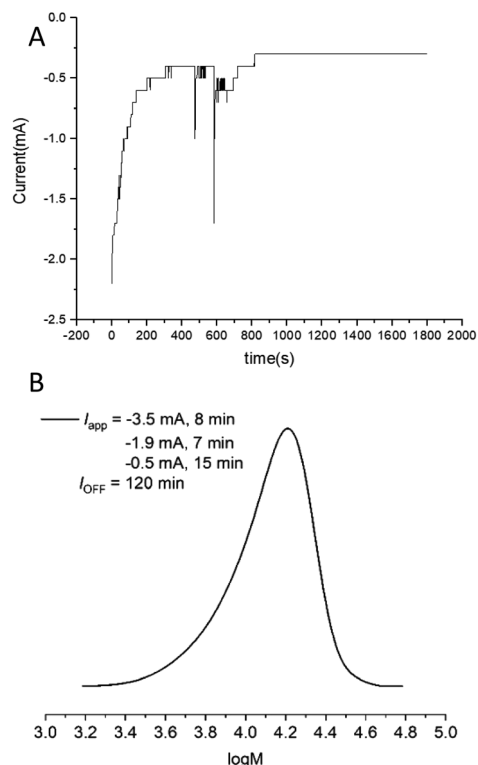 A
0.0
-0.5
-1.0
-1.5
-2.0
-2.5
Current(mA)
-200 0 200 400 600 800 1000 1200 1400 1600 1800 2000
time(s)
B
Iapp = -3.5 mA, 8 min
-1.9 mA, 7 min
-0.5 mA, 15 min
IOFF = 120 min
3.0 3.2 3.4 3.6 3.8 4.0 4.2 4.4 4.6 4.8 5.0
logM